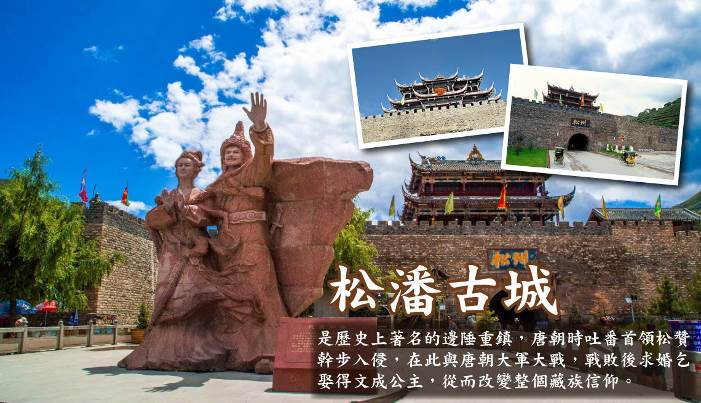 松州
松州
松潘古城
是歷史上著名的邊陲重鎮，唐朝時吐番首領松贊
幹步入侵，在此與唐朝大軍大戰，戰敗後求婚乞
娶得文成公主，從而改變整個藏族信仰。